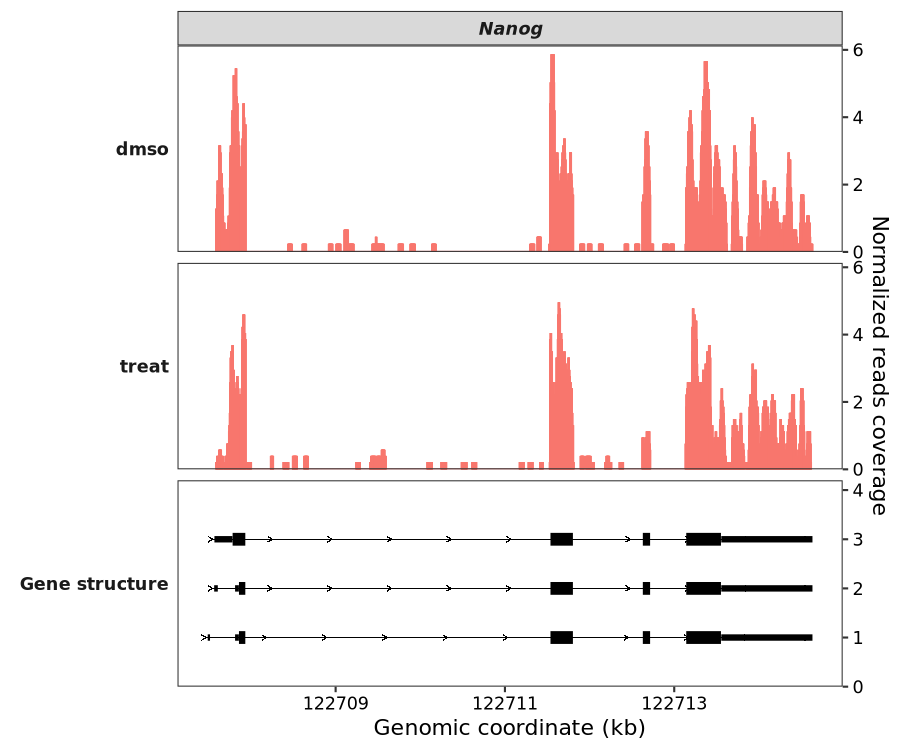 Nanog
6
dmso
4
2
0
6
treat
4
2
0
Normalized reads coverage
4
3
Gene structure
2
1
0
122709 122711 122713
Genomic coordinate (kb)